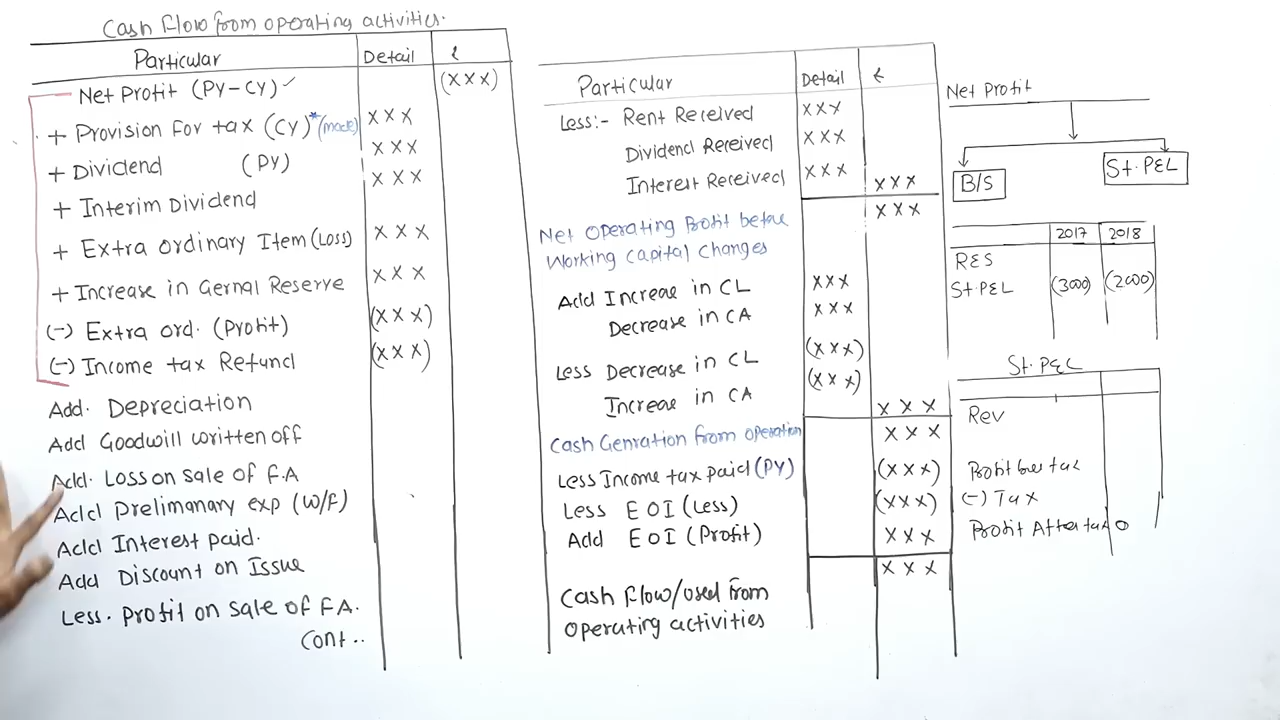 Cash flow from operating activities.
Particular Detail ₹
Net Profit (PY-CY) ✓ (XXX)
+ Provision for tax (CY)* (made) XXX
+ Dividend (PY) XXX
+ Interim Dividend XXX
+ Extra ordinary Item (Loss) XXX
+ Increase in Gernal Reserve XXX
(-) Extra ord. (Profit) (XXX)
(-) Income tax Refund (XXX)
Add. Depreciation
Add Goodwill written off
Add. Loss on sale of F.A
Add Prelimanary exp (W/F)
Add Interest paid.
Add Discount on Issue
Less. Profit on sale of F.A.
Cont..
Particular Detail ₹
Less:- Rent Received XXX
Dividend Received XXX
Interest Received XXX XXX
Net Operating Profit before XXX
Working Capital Changes
Add Increae in CL XXX
Decrease in CA XXX
Less Decrease in CL (XXX)
Increase in CA (XXX) XXX
Cash Genration from operation XXX
Less Income tax paid (PY) (XXX)
Less EOI (Less) (XXX)
Add EOI (Profit) XXX
XXX
Cash flow/used from
Operating activities
Net Profit
B/S St. P&L
2017 2018
R&S
St. P&L (3000) (2000)
St. P&L
Rev
Profit before tax
(-) Tax
Profit After tax 0